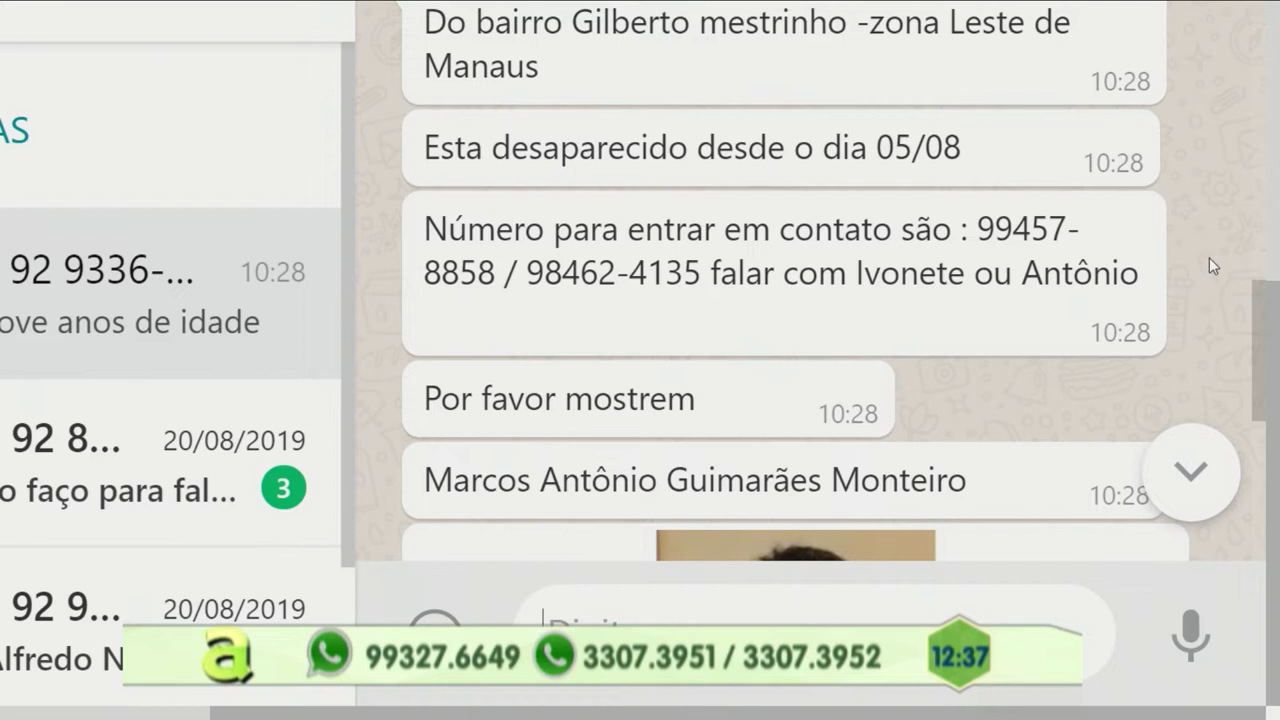 AS
92 9336-...
10:28
ove anos de idade
92 8...
20/08/2019
o faço para fal...
3
92 9...
20/08/2019
lfredo N
Do bairro Gilberto mestrinho -zona Leste de
Manaus
10:28
Esta desaparecido desde o dia 05/08
10:28
Número para entrar em contato são : 99457-
8858 / 98462-4135 falar com Ivonete ou Antônio
10:28
Por favor mostrem
10:28
Marcos Antônio Guimarães Monteiro
10:28
a 99327.6649 3307.3951 / 3307.3952 12:37